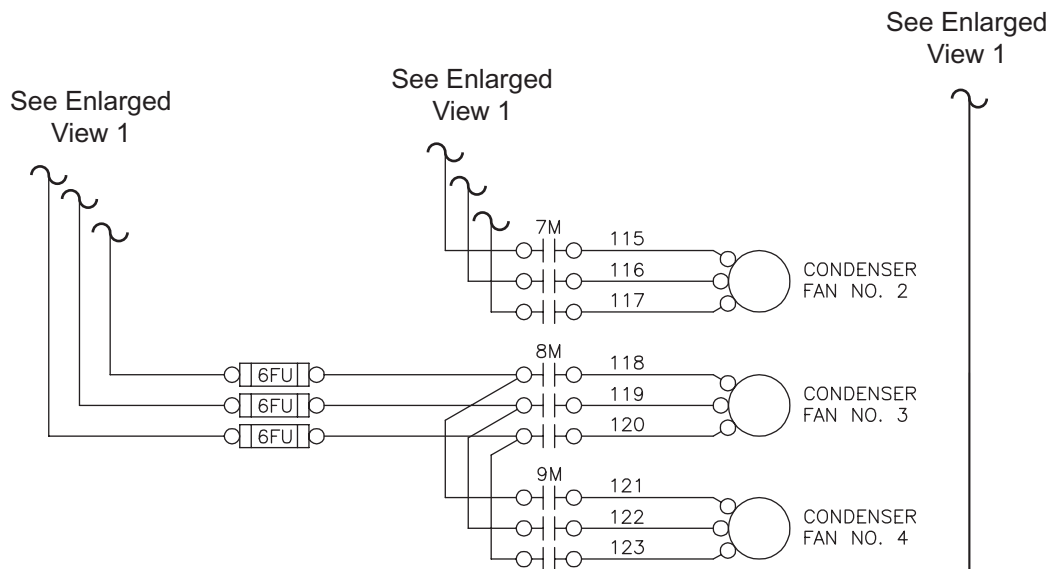 See Enlarged
View 1
See Enlarged
View 1
See Enlarged
View 1
7M
115
116
117
CONDENSER
FAN NO. 2
8M
6FU
118
6FU
119
6FU
120
CONDENSER
FAN NO. 3
9M
121
122
123
CONDENSER
FAN NO. 4